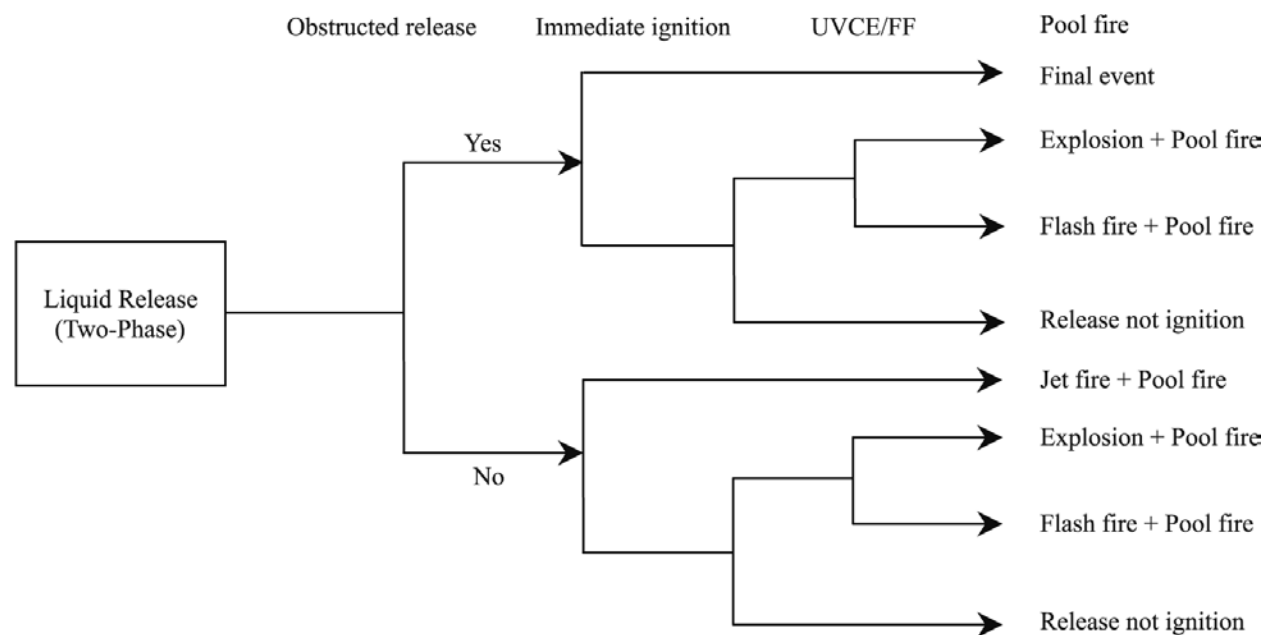 Obstructed release Immediate ignition UVCE/FF Pool fire
Final event
Yes
Explosion + Pool fire
Flash fire + Pool fire
Liquid Release
(Two-Phase)
Release not ignition
Jet fire + Pool fire
No
Explosion + Pool fire
Flash fire + Pool fire
Release not ignition